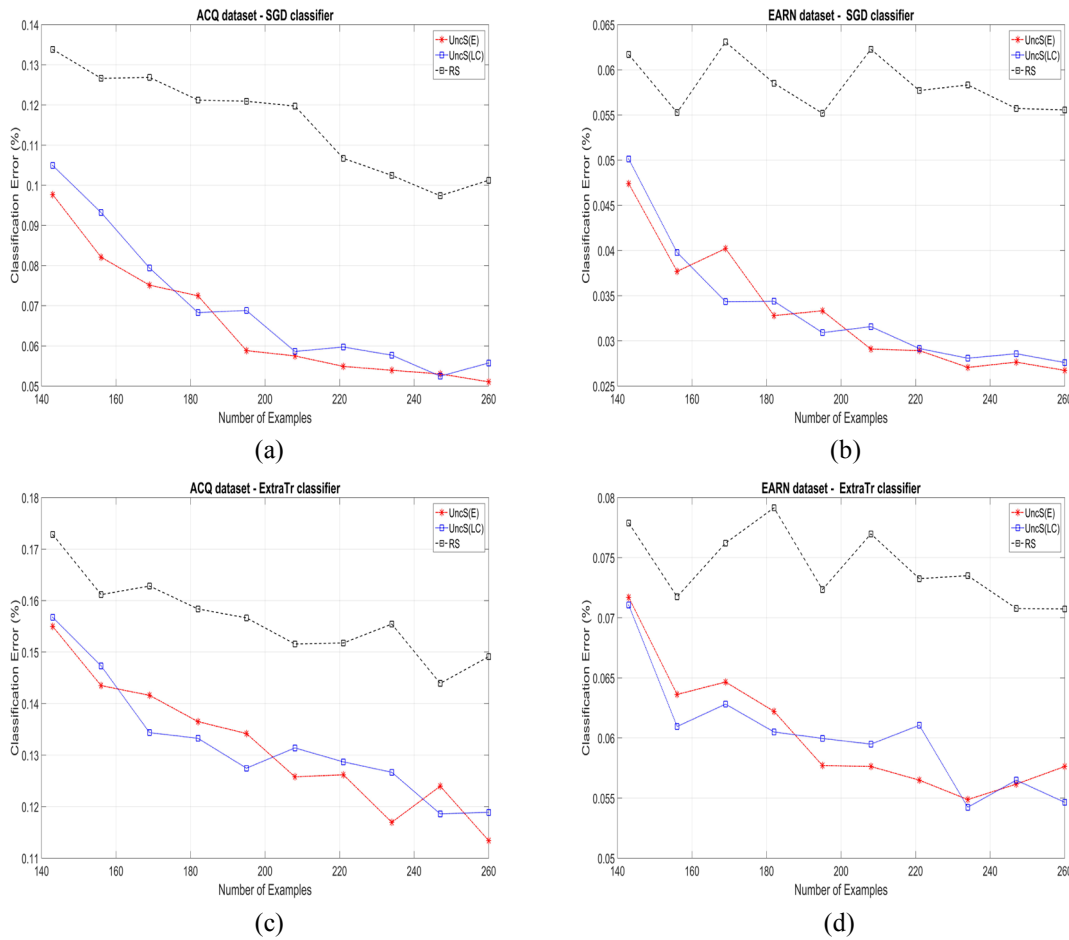 ACQ dataset - SGD classifier
0.14
0.13
0.12
0.11
0.1
0.09
0.08
0.07
0.06
0.05
Classification Error (%)
UncS(E)
UncS(LC)
RS
140 160 180 200 220 240 260
Number of Examples
(a)
EARN dataset - SGD classifier
0.065
0.06
0.055
0.05
0.045
0.04
0.035
0.03
0.025
Classification Error (%)
UncS(E)
UncS(LC)
RS
140 160 180 200 220 240 260
Number of Examples
(b)
ACQ dataset - ExtraTr classifier
0.18
0.17
0.16
0.15
0.14
0.13
0.12
0.11
Classification Error (%)
UncS(E)
UncS(LC)
RS
140 160 180 200 220 240 260
Number of Examples
(c)
EARN dataset - ExtraTr classifier
0.08
0.075
0.07
0.065
0.06
0.055
0.05
Classification Error (%)
UncS(E)
UncS(LC)
RS
140 160 180 200 220 240 260
Number of Examples
(d)